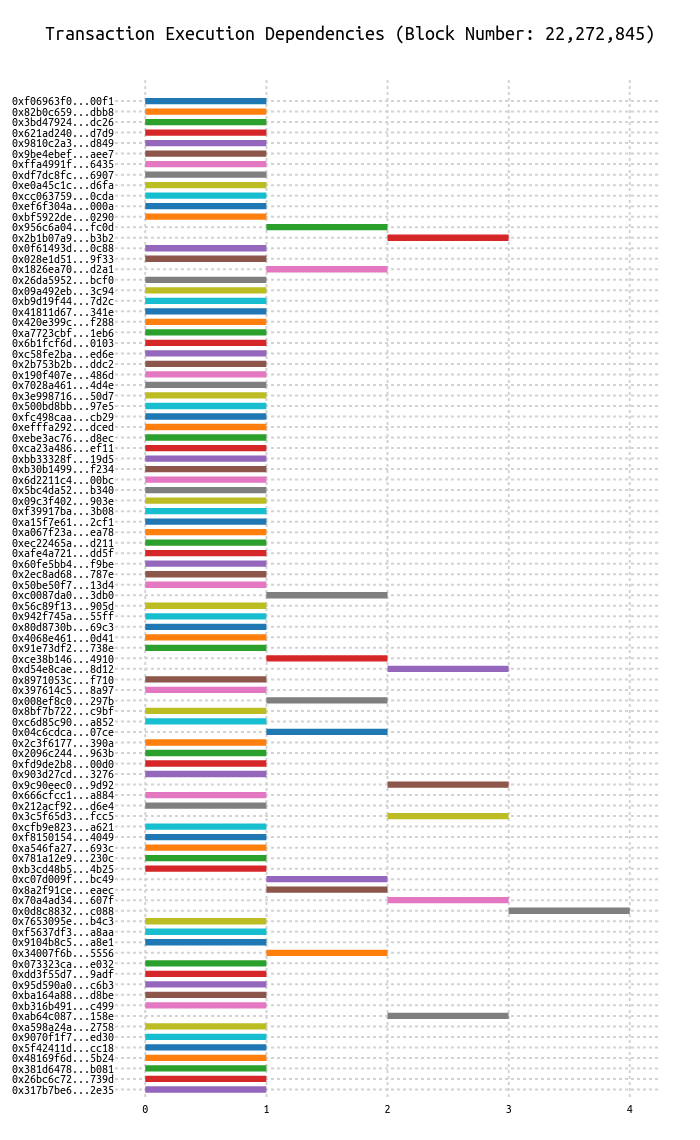 Transaction Execution Dependencies (Block Number: 22,272,845)
0xf06963f0...00f1
0x82b0c659...dbb8
0x3bd47924...dc26
0x621ad240...d7d9
0x9810c2a3...d849
0x9be4ebef...aee7
0xffa4991f...6435
0xdf7dc8fc...6907
0xe0a45c1c...d6fa
0xcc063759...0cda
0xef6f304a...000a
0xbf5922de...0290
0x956c6a04...fc0d
0x2b1b07a9...b3b2
0x0f61493d...0c88
0x028e1d51...9f33
0x1826ea70...d2a1
0x26da5952...bcf0
0x09a492eb...3c94
0xb9d19f44...7d2c
0x41811d67...341e
0x420e399c...f288
0xa7723cbf...1eb6
0x6b1fcf6d...0103
0xc58fe2ba...ed6e
0x2b753b2b...ddc2
0x190f407e...486d
0x7028a461...4d4e
0x3e998716...50d7
0x500bd8bb...97e5
0xfc498caa...cb29
0xefffa292...dced
0xebe3ac76...d8ec
0xca23a486...ef11
0xbb33328f...19d5
0xb30b1499...f234
0x6d2211c4...00bc
0x5bc4da52...b340
0x09c3f402...903e
0xf39917ba...3b08
0xa15f7e61...2cf1
0xa067f23a...ea78
0xec22465a...d211
0xafe4a721...dd5f
0x60fe5bb4...f9be
0x2ec8ad68...787e
0x50be50f7...13d4
0xc0087da0...3db0
0x56c89f13...905d
0x942f745a...55ff
0x80d8730b...69c3
0x4068e461...0d41
0x91e73df2...738e
0xce38b146...4910
0xd54e8cae...8d12
0x8971053c...f710
0x397614c5...8a97
0x008ef8c0...297b
0x8bf7b722...c9bf
0xc6d85c90...a852
0x04c6cdca...07ce
0x2c3f6177...390a
0x2096c244...963b
0xfd9de2b8...00d0
0x903d27cd...3276
0x9c90eec0...9d92
0x666cfcc1...a884
0x212acf92...d6e4
0x3c5f65d3...fcc5
0xcfb9e823...a621
0xf8150154...4049
0xa546fa27...693c
0x781a12e9...230c
0xb3cd48b5...4b25
0xc07d009f...bc49
0x8a2f91ce...eaec
0x70a4ad34...607f
0x0d8c8832...c088
0x7653095e...b4c3
0xf5637df3...a8aa
0x9104b8c5...a8e1
0x34007f6b...5556
0x073323ca...e032
0xdd3f55d7...9adf
0x95d590a0...c6b3
0xba164a88...d8be
0xb316b491...c499
0xab64c087...158e
0xa598a24a...2758
0x9070f1f7...ed30
0x5f42411d...cc18
0x48169f6d...5b24
0x381d6478...b081
0x26bc6c72...739d
0x317b7be6...2e35
0 1 2 3 4